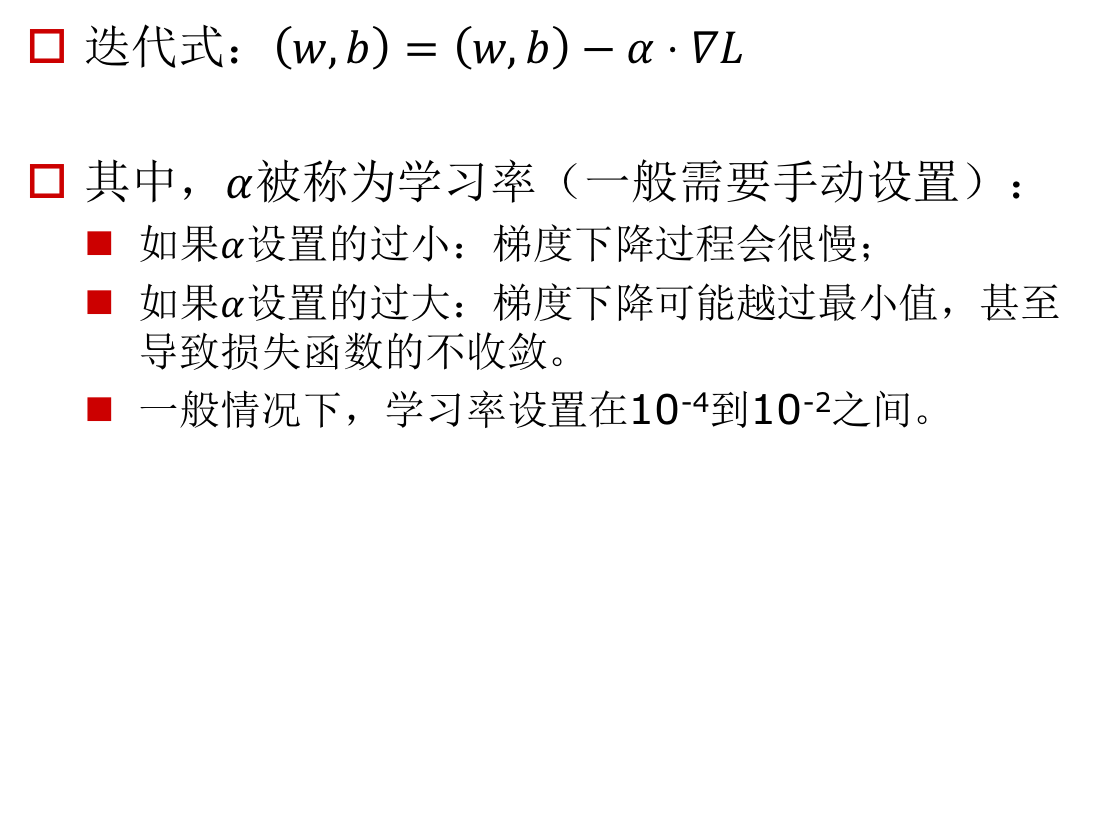 迭代式：(𝑤, 𝑏) = (𝑤, 𝑏) − 𝛼 ∙ 𝛻𝐿
其中，𝛼被称为学习率（一般需要手动设置）：
如果𝛼设置的过小：梯度下降过程会很慢；
如果𝛼设置的过大：梯度下降可能越过最小值，甚至
导致损失函数的不收敛。
一般情况下，学习率设置在10⁻⁴到10⁻²之间。